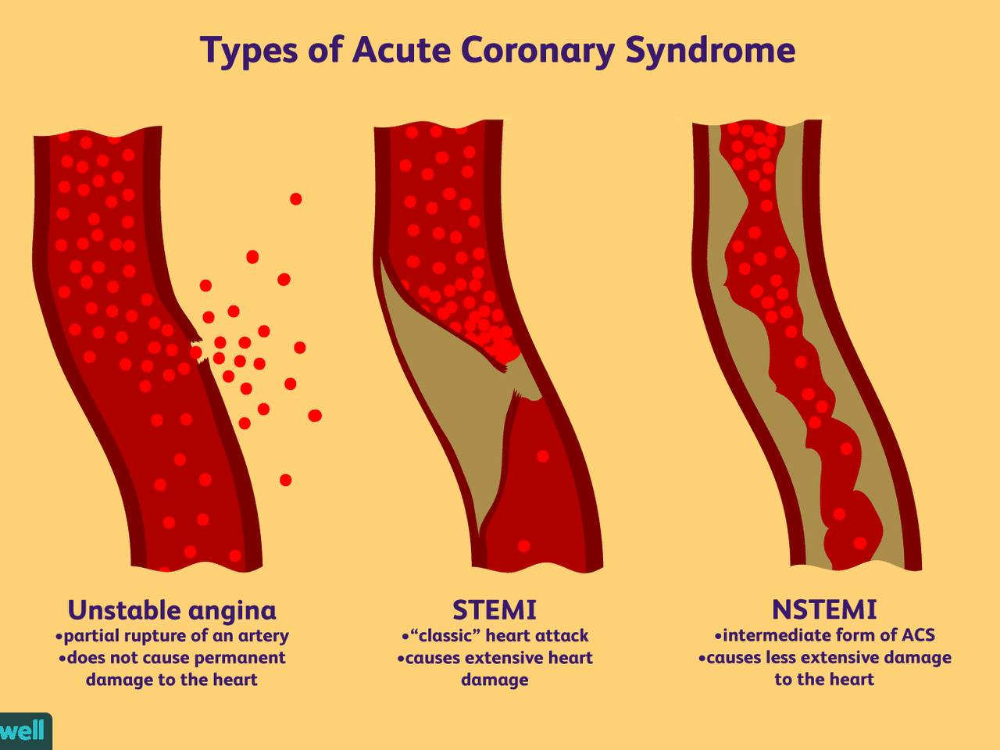 Types of Acute Coronary Syndrome
Unstable angina
•partial rupture of an artery
•does not cause permanent
damage to the heart
STEMI
•“classic” heart attack
•causes extensive heart
damage
NSTEMI
•intermediate form of ACS
•causes less extensive damage
to the heart
well